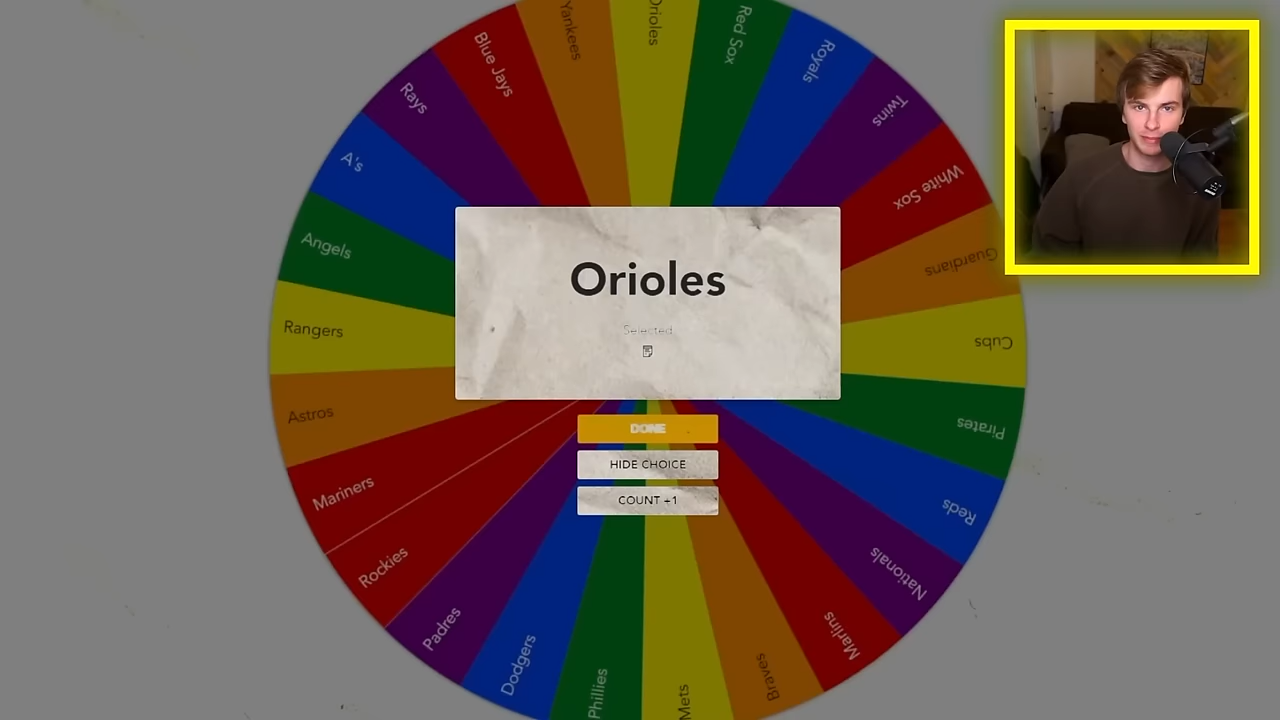 Yankees
Orioles
Red Sox
Blue Jays
Royals
Rays
Twins
A's
White Sox
Angels
Guardians
Rangers
Cubs
Astros
Pirates
Mariners
Reds
Rockies
Nationals
Padres
Marlins
Dodgers
Braves
Phillies
Mets
Orioles
Selected
DONE
HIDE CHOICE
COUNT +1